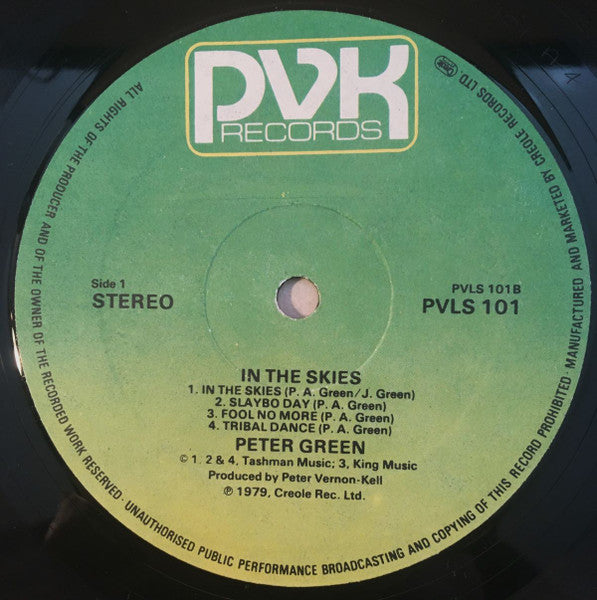 PVK
RECORDS
Side 1
STEREO
PVLS 101B
PVLS 101
IN THE SKIES
1. IN THE SKIES (P. A. Green/J. Green)
2. SLAYBO DAY (P. A. Green)
3. FOOL NO MORE (P. A. Green)
4. TRIBAL DANCE (P. A. Green)
PETER GREEN
© 1, 2 & 4, Tashman Music; 3, King Music
Produced by Peter Vernon-Kell
℗ 1979, Creole Rec. Ltd.
ALL RIGHTS OF THE PRODUCER AND OF THE OWNER OF THE RECORDED WORK RESERVED · UNAUTHORISED PUBLIC PERFORMANCE BROADCASTING AND COPYING OF THIS RECORD PROHIBITED · MANUFACTURED AND MARKETED BY CREOLE RECORDS LTD.